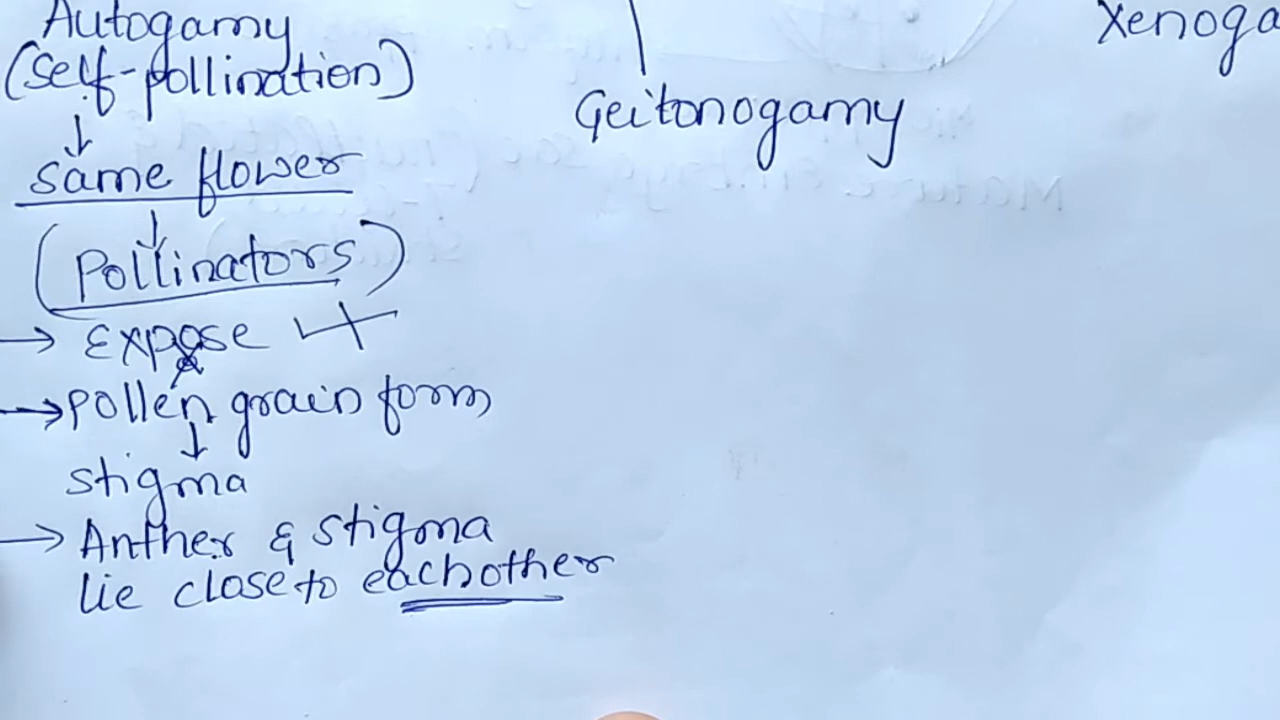 Autogamy
(Self-pollination)
same flower
(Pollinators)
→ Expose
→ pollen grain form
stigma
→ Anther & stigma
lie close to eachother
Geitonogamy
Xenoga